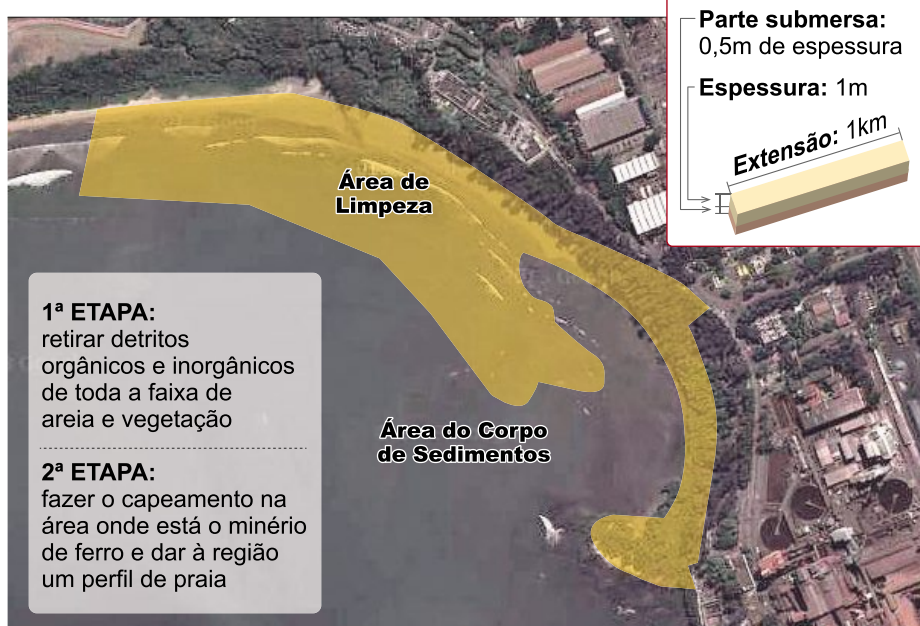 Parte submersa:
0,5m de espessura
Espessura: 1m
Extensão: 1km
Área de
Limpeza
1ª ETAPA:
retirar detritos
orgânicos e inorgânicos
de toda a faixa de
areia e vegetação
2ª ETAPA:
fazer o capeamento na
área onde está o minério
de ferro e dar à região
um perfil de praia
Área do Corpo
de Sedimentos